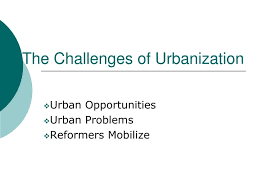 The Challenges of Urbanization
Urban Opportunities
Urban Problems
Reformers Mobilize